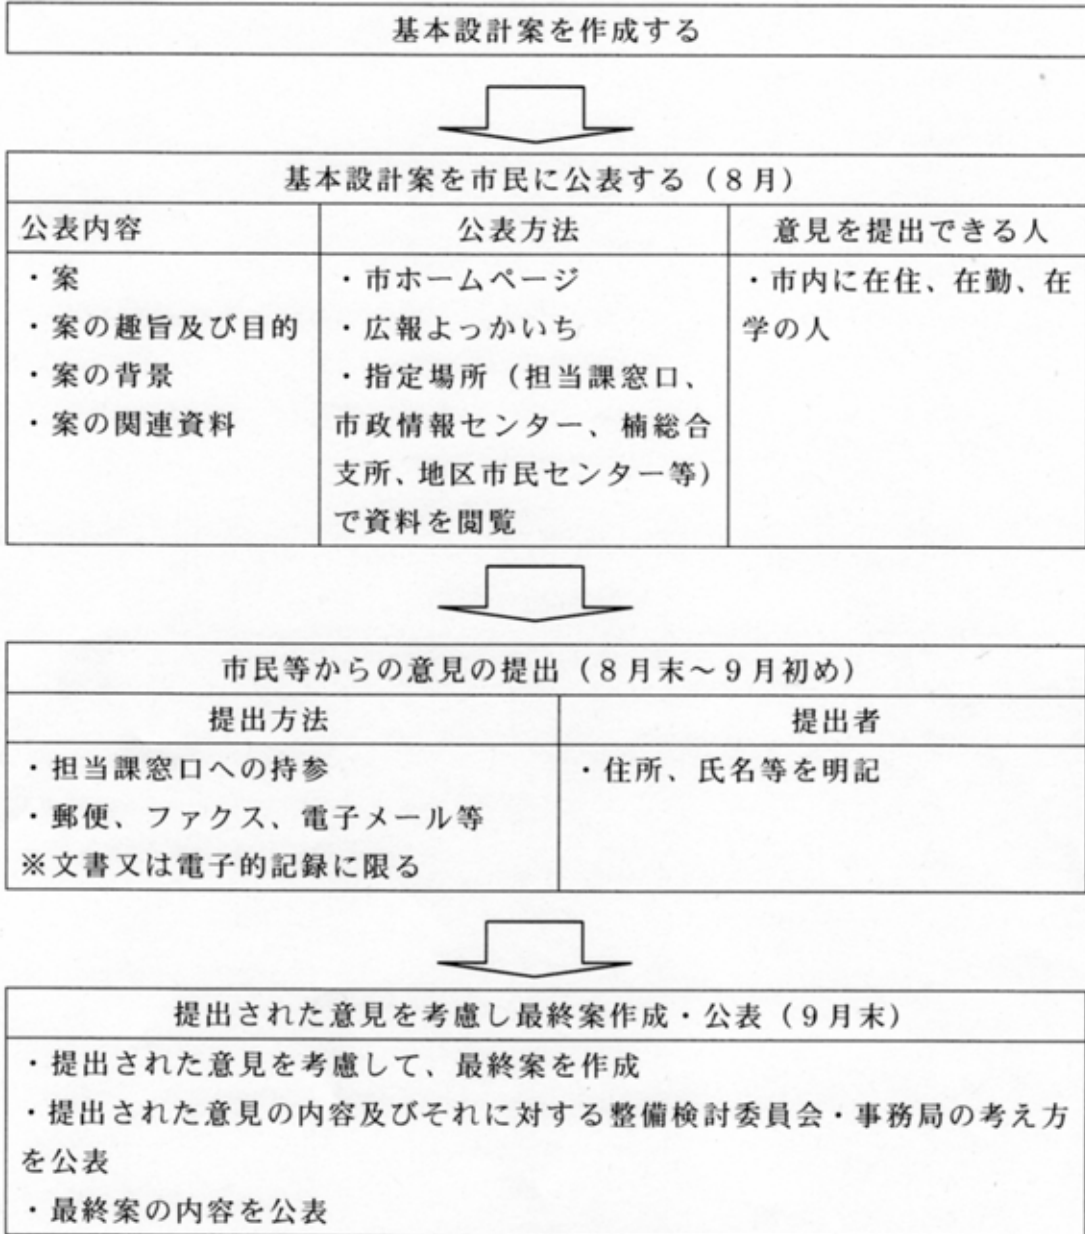 基本設計案を作成する
基本設計案を市民に公表する（８月）
公表内容
・案
・案の趣旨及び目的
・案の背景
・案の関連資料
公表方法
・市ホームページ
・広報よっかいち
・指定場所（担当課窓口、
市政情報センター、楠総合
支所、地区市民センター等）
で資料を閲覧
意見を提出できる人
・市内に在住、在勤、在
学の人
市民等からの意見の提出（８月末～９月初め）
提出方法
・担当課窓口への持参
・郵便、ファクス、電子メール等
※文書又は電子的記録に限る
提出者
・住所、氏名等を明記
提出された意見を考慮し最終案作成・公表（９月末）
・提出された意見を考慮して、最終案を作成
・提出された意見の内容及びそれに対する整備検討委員会・事務局の考え方
を公表
・最終案の内容を公表